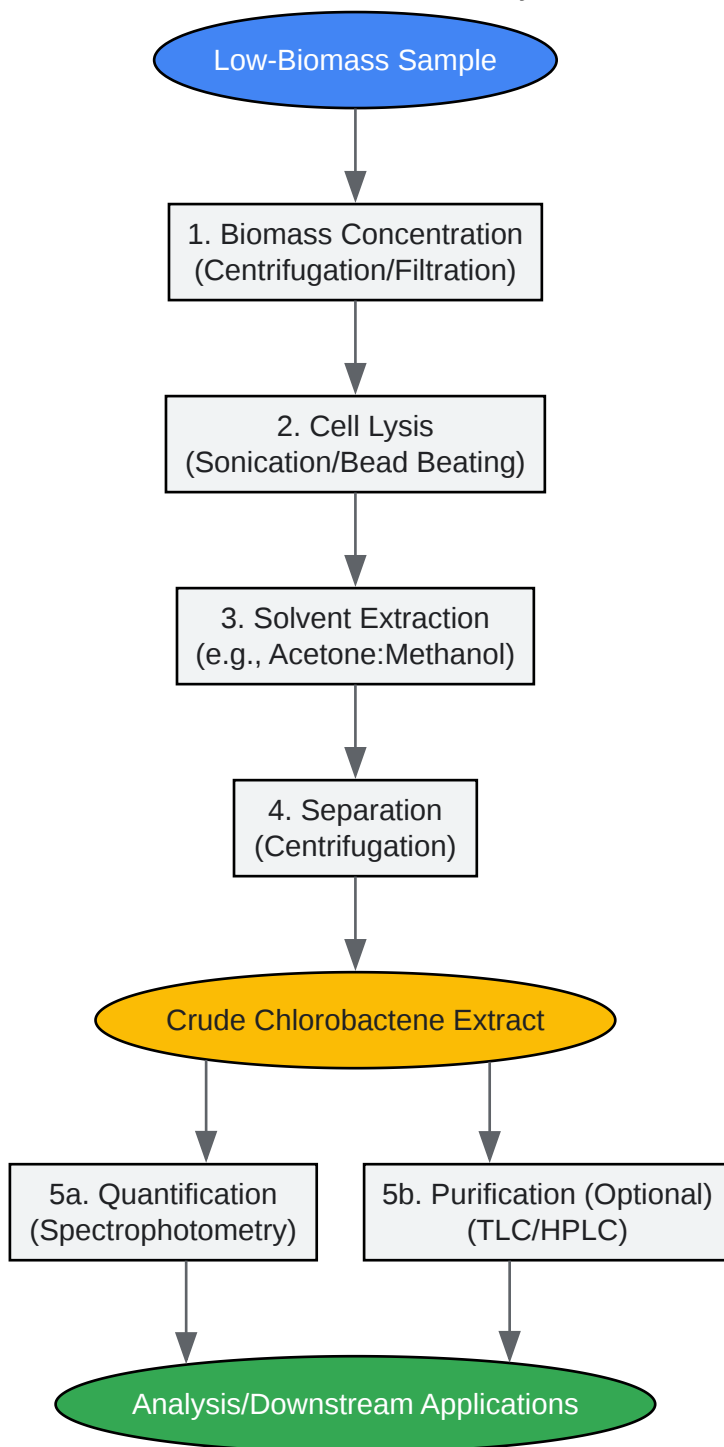 Low-Biomass Sample
1. Biomass Concentration
(Centrifugation/Filtration)
2. Cell Lysis
(Sonication/Bead Beating)
3. Solvent Extraction
(e.g., Acetone:Methanol)
4. Separation
(Centrifugation)
Crude Chlorobactene Extract
5a. Quantification
(Spectrophotometry)
5b. Purification (Optional)
(TLC/HPLC)
Analysis/Downstream Applications